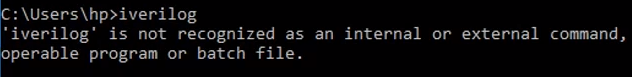 C:\Users\hp>iverilog
'iverilog' is not recognized as an internal or external command,
operable program or batch file.